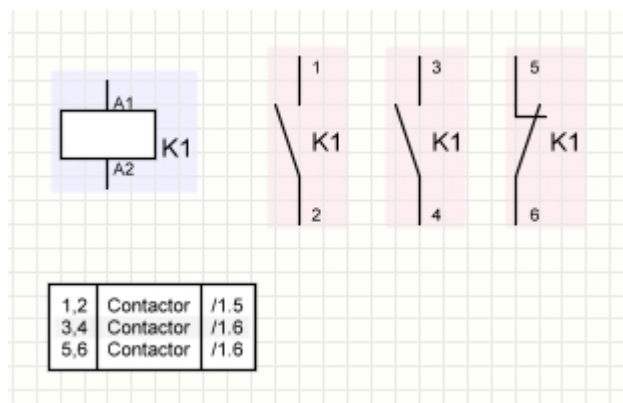 A1
K1
A2
1
K1
2
3
K1
4
5
K1
6
1,2 Contactor /1.5
3,4 Contactor /1.6
5,6 Contactor /1.6